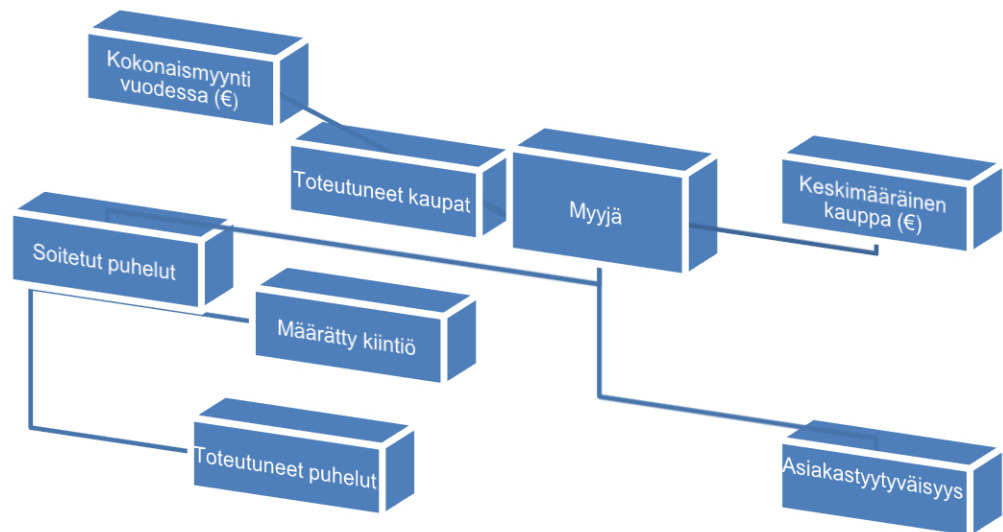 Kokonaismyynti
vuodessa (€)
Toteutuneet kaupat
Myyjä
Keskimääräinen
kauppa (€)
Soitetut puhelut
Määrätty kiintiö
Toteutuneet puhelut
Asiakastyytyväisyys